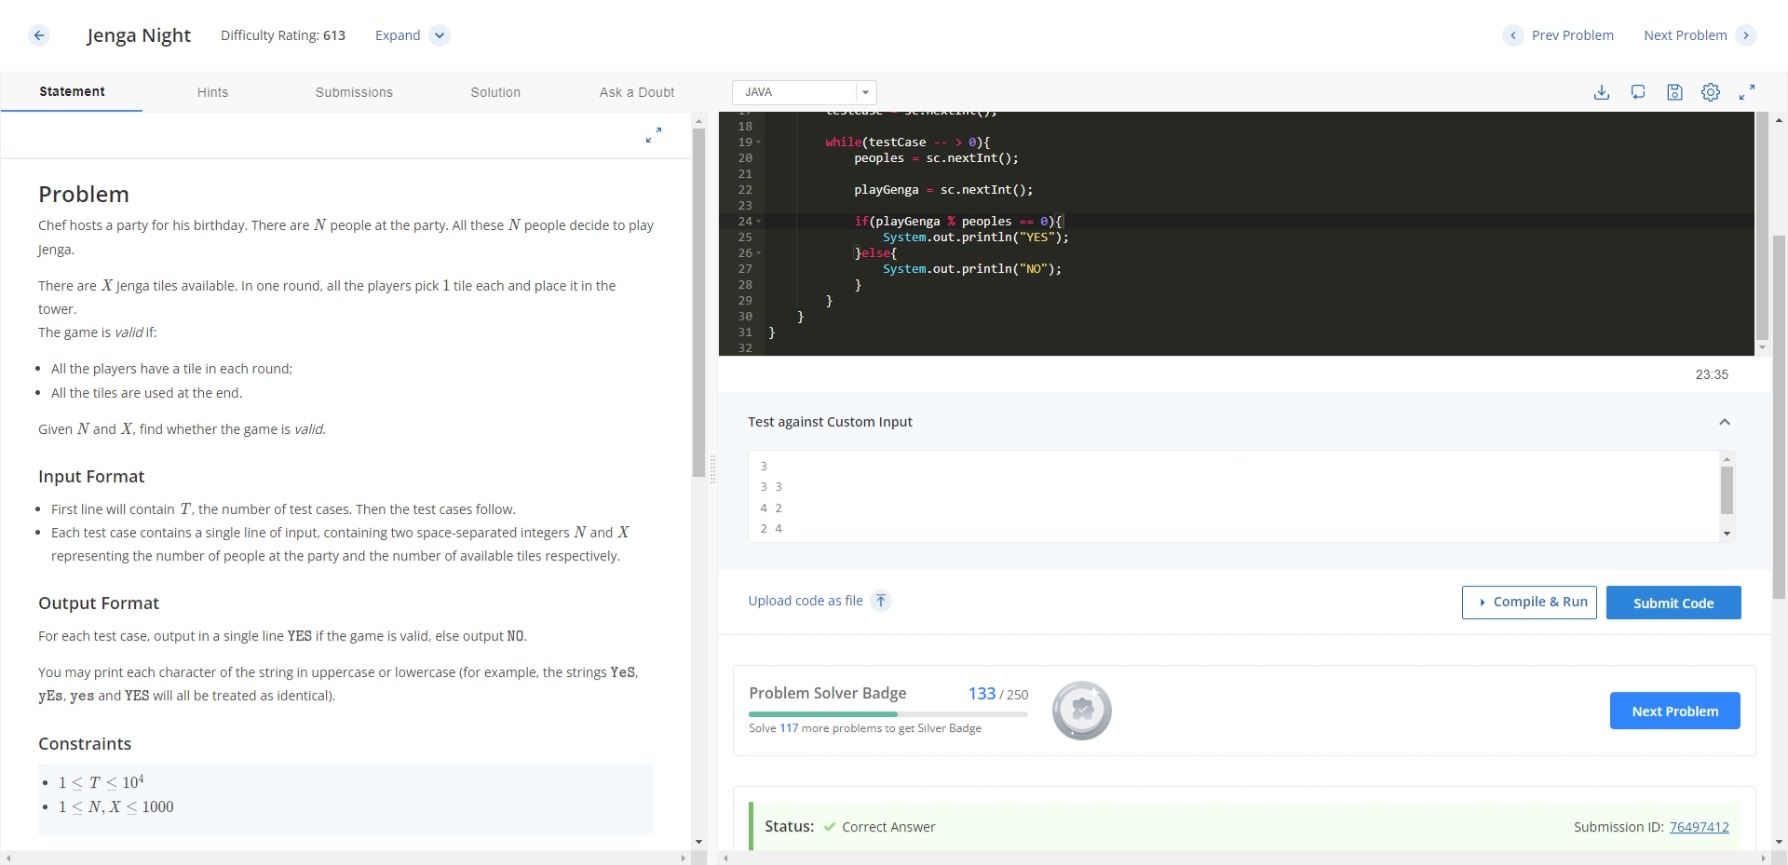 Jenga Night
Difficulty Rating: 613
Expand
Prev Problem
Next Problem
Statement
Hints
Submissions
Solution
Ask a Doubt
Problem
Chef hosts a party for his birthday. There are N people at the party. All these N people decide to play
Jenga.
There are X Jenga tiles available. In one round, all the players pick 1 tile each and place it in the
tower.
The game is valid if:
All the players have a tile in each round;
All the tiles are used at the end.
Given N and X, find whether the game is valid.
Input Format
First line will contain T, the number of test cases. Then the test cases follow.
Each test case contains a single line of input, containing two space-separated integers N and X
representing the number of people at the party and the number of available tiles respectively.
Output Format
For each test case, output in a single line YES if the game is valid, else output NO.
You may print each character of the string in uppercase or lowercase (for example, the strings YeS,
yEs, yes and YES will all be treated as identical).
Constraints
1 ≤ T ≤ 10⁴
1 ≤ N, X ≤ 1000
JAVA
17 testCase = sc.nextInt();
18
19 while(testCase -- > 0){
20 peoples = sc.nextInt();
21
22 playGenga = sc.nextInt();
23
24 if(playGenga % peoples == 0){
25 System.out.println("YES");
26 }else{
27 System.out.println("NO");
28 }
29 }
30 }
31 }
32
23:35
Test against Custom Input
3
3 3
4 2
2 4
Upload code as file
Compile & Run
Submit Code
Problem Solver Badge 133 / 250
Solve 117 more problems to get Silver Badge
Next Problem
Status: ✓ Correct Answer
Submission ID: 76497412